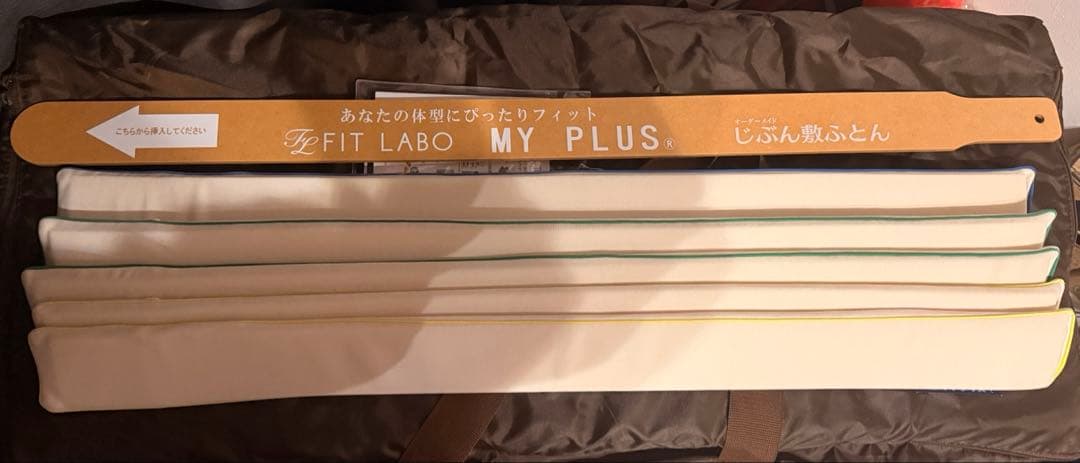 あなたの体型にぴったりフィット
こちらから挿入してください
FL FIT LABO MY PLUS®
オーダーメイド
じぶん敷ふとん